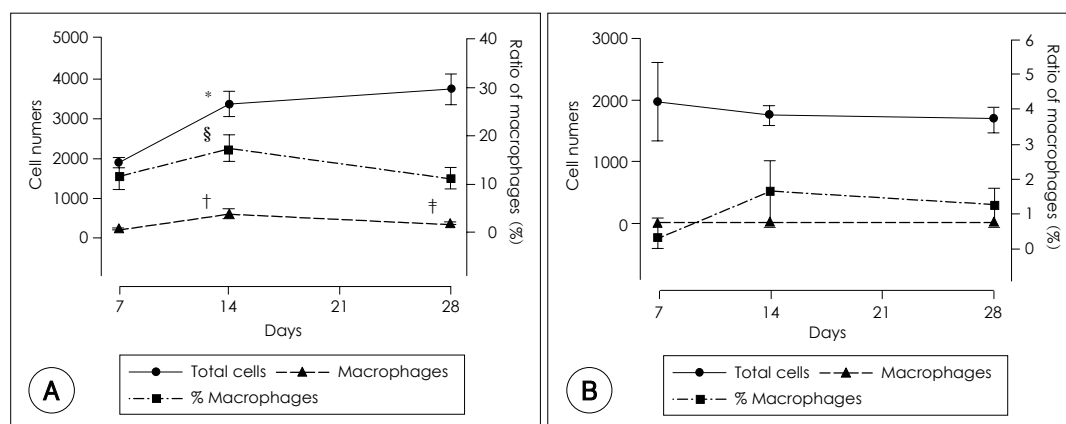 5000
4000
3000
2000
1000
0
Cell numers
40
30
20
10
0
Ratio of macrophages (%)
*
§
†
‡
7 14 21 28
Days
A
Total cells Macrophages
% Macrophages
3000
2000
1000
0
Cell numers
6
5
4
3
2
1
0
Ratio of macrophages (%)
7 14 21 28
Days
B
Total cells Macrophages
% Macrophages